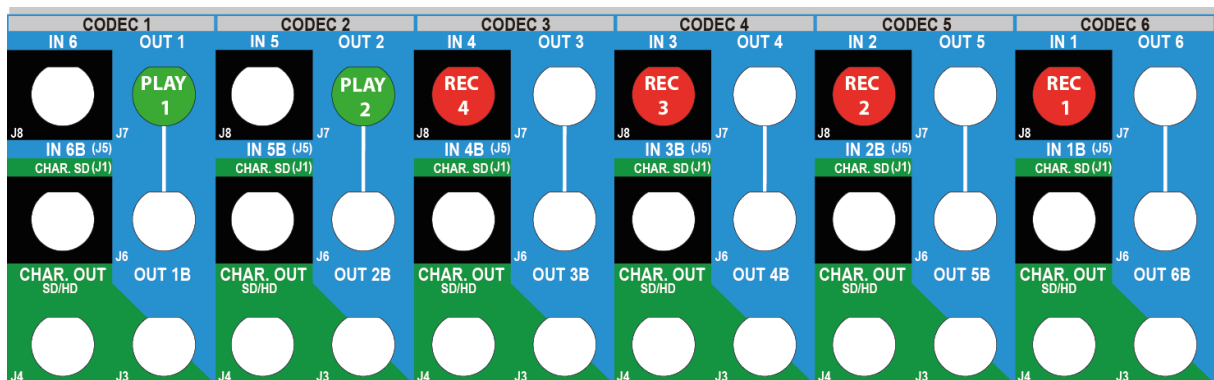 CODEC 1 CODEC 2 CODEC 3 CODEC 4 CODEC 5 CODEC 6
IN 6 OUT 1 IN 5 OUT 2 IN 4 OUT 3 IN 3 OUT 4 IN 2 OUT 5 IN 1 OUT 6
PLAY PLAY REC REC REC REC
1 2 4 3 2 1
J8 J7 J8 J7 J8 J7 J8 J7 J8 J7 J8 J7
IN 6B (J5) IN 5B (J5) IN 4B (J5) IN 3B (J5) IN 2B (J5) IN 1B (J5)
CHAR. SD (J1) CHAR. SD (J1) CHAR. SD (J1) CHAR. SD (J1) CHAR. SD (J1) CHAR. SD (J1)
J6 J6 J6 J6 J6 J6
CHAR. OUT OUT 1B CHAR. OUT OUT 2B CHAR. OUT OUT 3B CHAR. OUT OUT 4B CHAR. OUT OUT 5B CHAR. OUT OUT 6B
SD/HD SD/HD SD/HD SD/HD SD/HD SD/HD
J4 J3 J4 J3 J4 J3 J4 J3 J4 J3 J4 J3